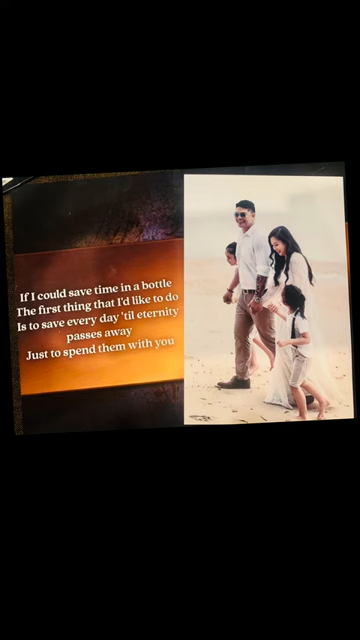 If I could save time in a bottle
The first thing that I'd like to do
Is to save every day 'til eternity
passes away
Just to spend them with you